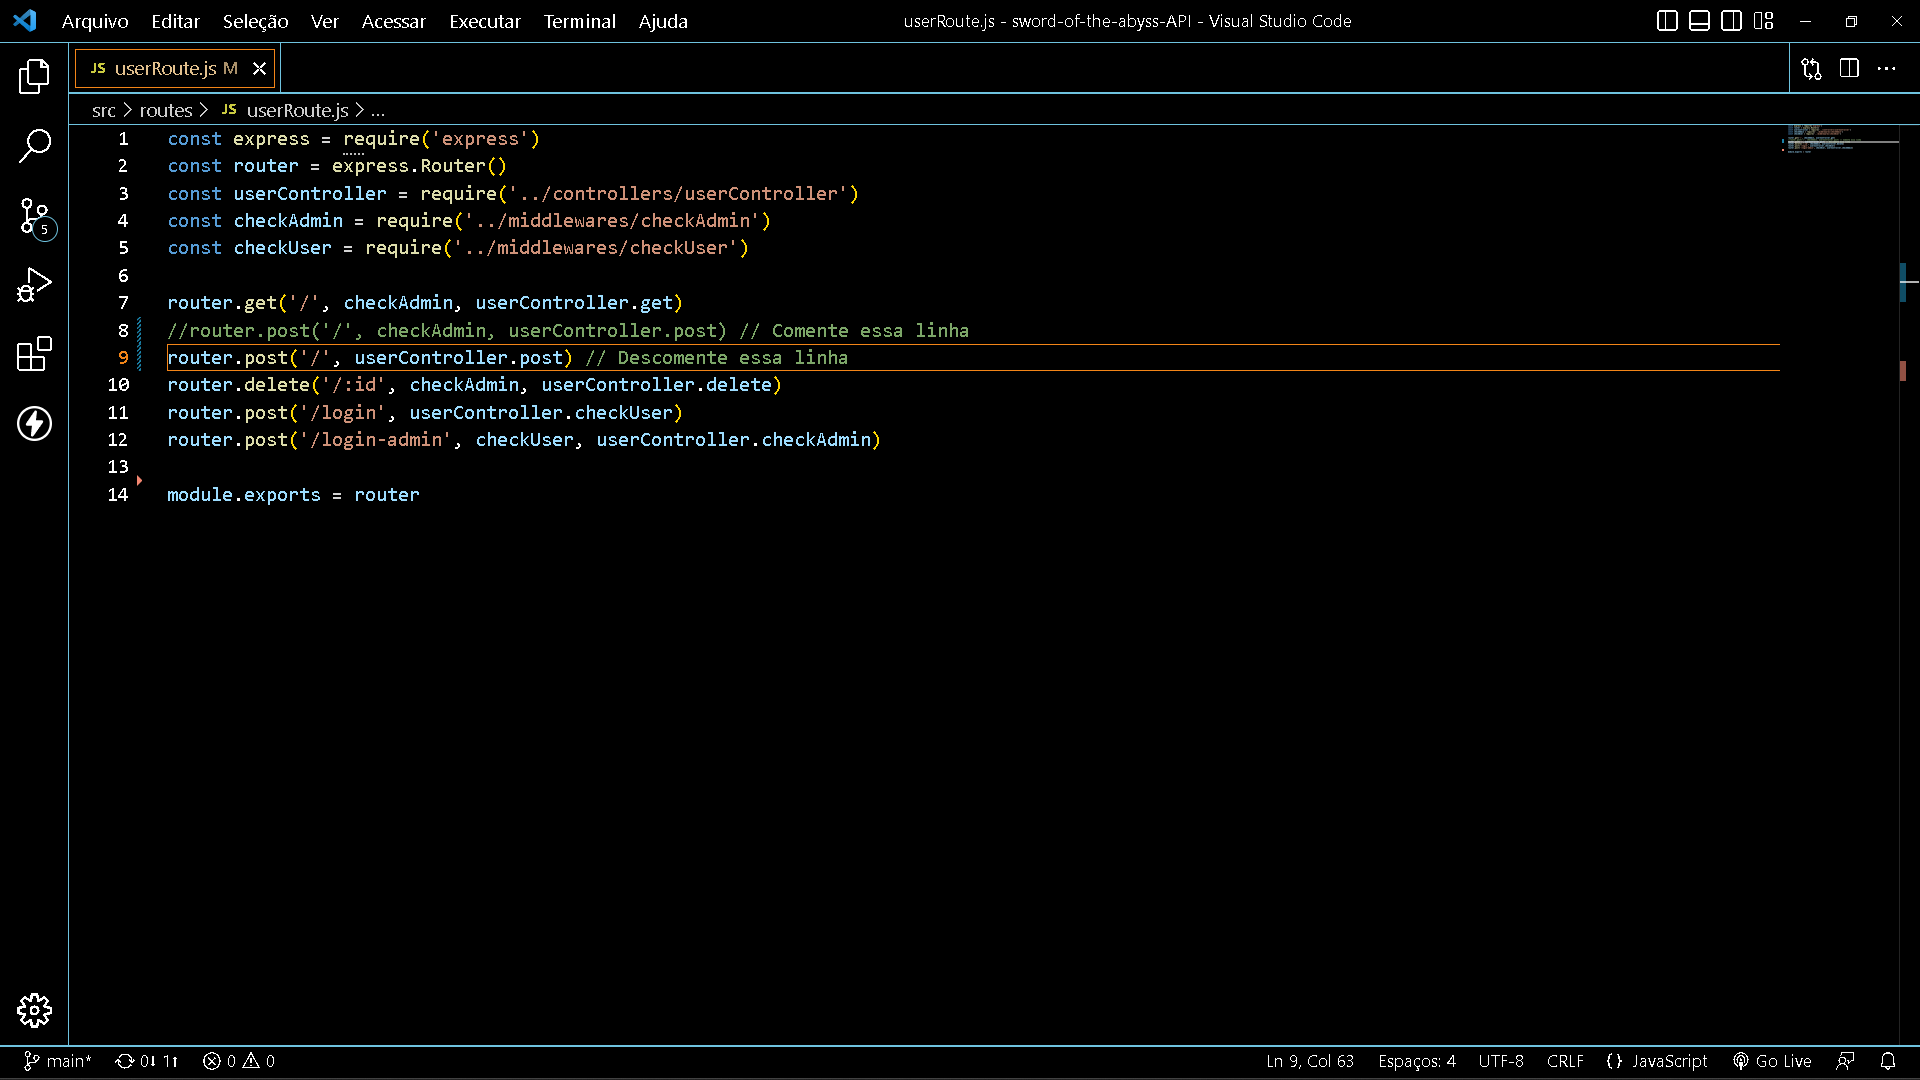 Arquivo Editar Seleção Ver Acessar Executar Terminal Ajuda userRoute.js - sword-of-the-abyss-API - Visual Studio Code
JS userRoute.js M
src > routes > JS userRoute.js > ...
1 const express = require('express')
2 const router = express.Router()
3 const userController = require('../controllers/userController')
4 const checkAdmin = require('../middlewares/checkAdmin')
5 const checkUser = require('../middlewares/checkUser')
6
7 router.get('/', checkAdmin, userController.get)
8 //router.post('/', checkAdmin, userController.post) // Comente essa linha
9 router.post('/', userController.post) // Descomente essa linha
10 router.delete('/:id', checkAdmin, userController.delete)
11 router.post('/login', userController.checkUser)
12 router.post('/login-admin', checkUser, userController.checkAdmin)
13
14 module.exports = router
5
main* 0↓ 1↑ 0 0 Ln 9, Col 63 Espaços: 4 UTF-8 CRLF {} JavaScript Go Live